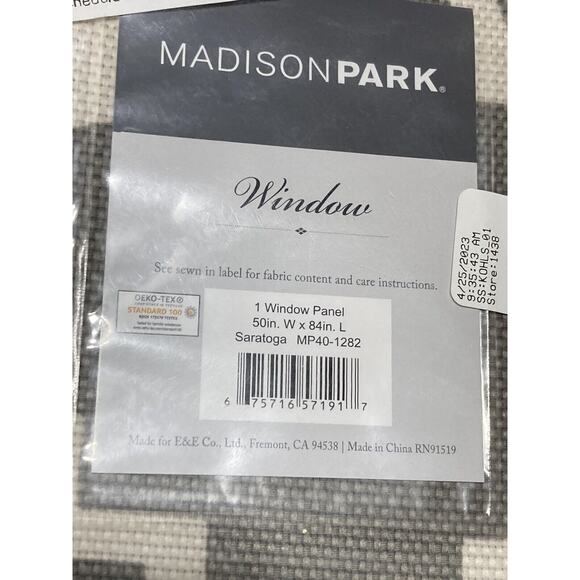 MADISONPARK®
Window
See sewn in label for fabric content and care instructions.
OEKO-TEX®
STANDARD 100
1 Window Panel
50in. W x 84in. L
Saratoga MP40-1282
6 75716 57191 7
Made for E&E Co., Ltd., Fremont, CA 94538 | Made in China RN91519
4/25/2023
9:35:43 AM
SS:KOHLS_01
Store:1438